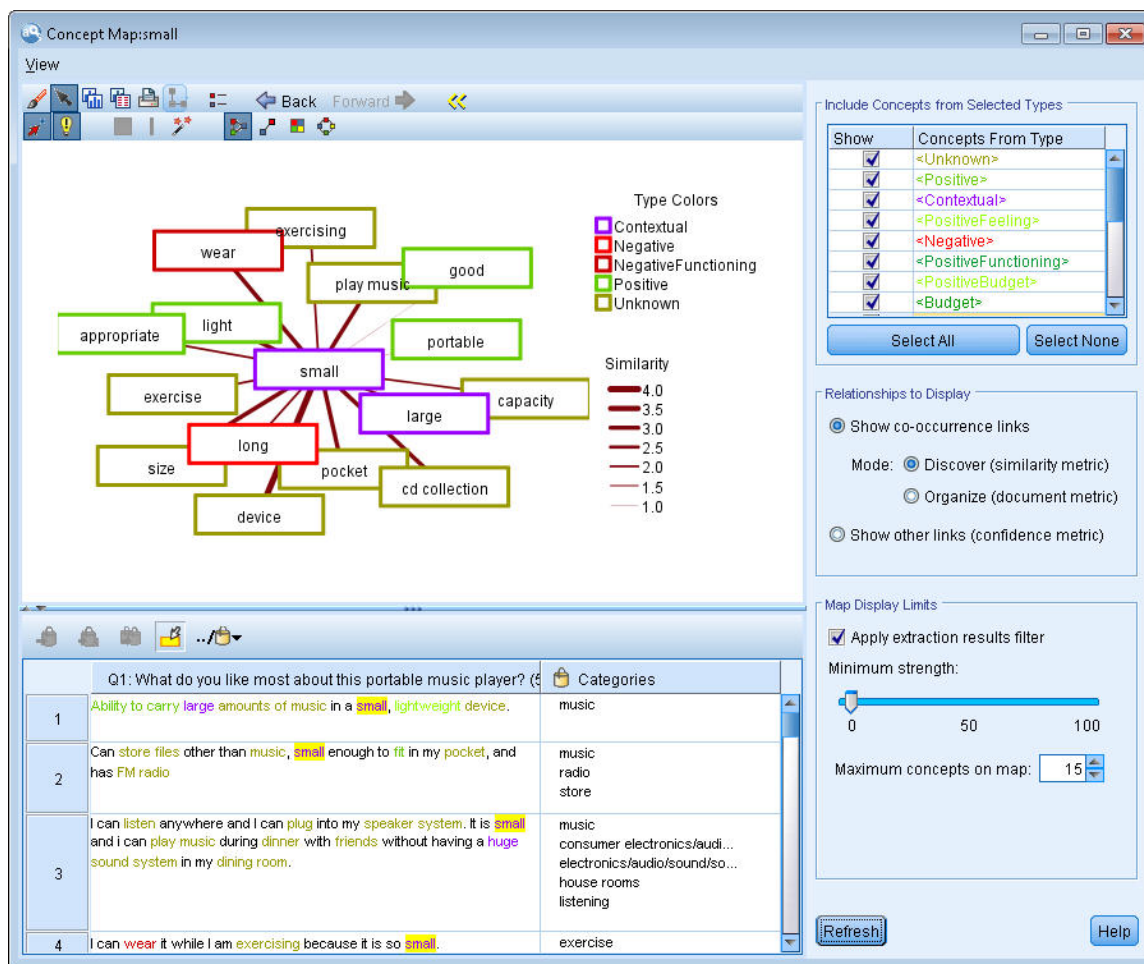 Concept Map:small
View
Back Forward
exercising
wear
good
play music
light
appropriate
portable
small
exercise
capacity
large
long
size
pocket
cd collection
device
Type Colors
Contextual
Negative
NegativeFunctioning
Positive
Unknown
Similarity
4.0
3.5
3.0
2.5
2.0
1.5
1.0
Include Concepts from Selected Types
Show Concepts From Type
<Unknown>
<Positive>
<Contextual>
<PositiveFeeling>
<Negative>
<PositiveFunctioning>
<PositiveBudget>
<Budget>
Select All Select None
Relationships to Display
Show co-occurrence links
Mode: Discover (similarity metric)
Organize (document metric)
Show other links (confidence metric)
Map Display Limits
Apply extraction results filter
Minimum strength:
0 50 100
Maximum concepts on map: 15
Refresh Help
../
Q1: What do you like most about this portable music player? (5 Categories
1
Ability to carry large amounts of music in a small, lightweight device.
music
2
Can store files other than music, small enough to fit in my pocket, and
has FM radio
music
radio
store
3
I can listen anywhere and I can plug into my speaker system. It is small
and i can play music during dinner with friends without having a huge
sound system in my dining room.
music
consumer electronics/audi...
electronics/audio/sound/so...
house rooms
listening
4
I can wear it while I am exercising because it is so small.
exercise